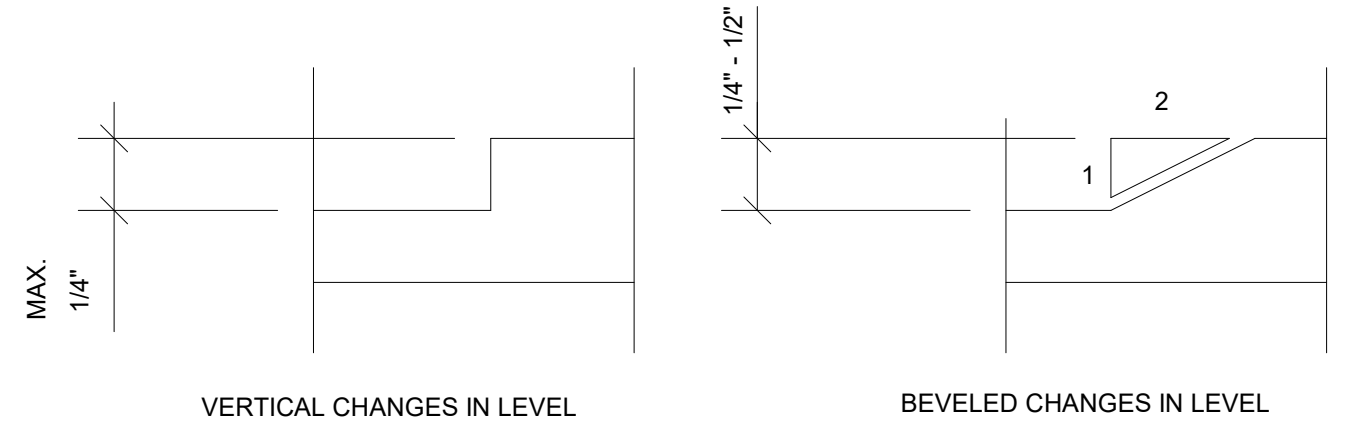 MAX.
1/4"
VERTICAL CHANGES IN LEVEL
1/4" - 1/2"
2
1
BEVELED CHANGES IN LEVEL